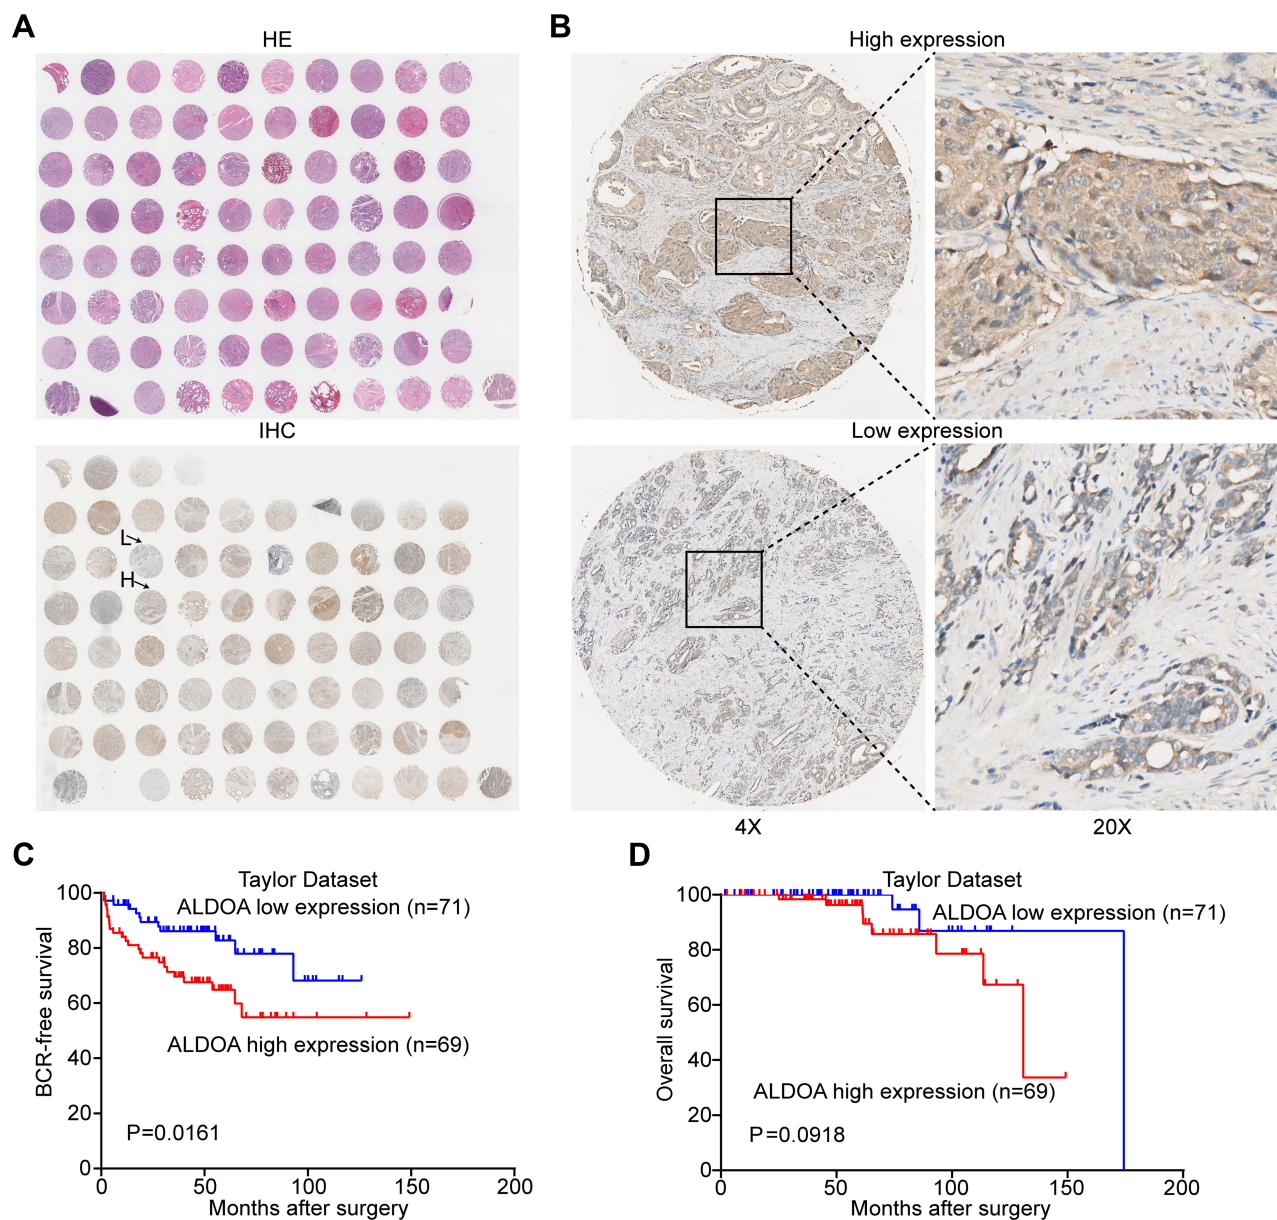 A
HE
IHC
L
H
B
High expression
Low expression
4X
20X
C
Taylor Dataset
ALDOA low expression (n=71)
ALDOA high expression (n=69)
P=0.0161
BCR-free survival
100
80
60
40
20
0
0 50 100 150 200
Months after surgery
D
Taylor Dataset
ALDOA low expression (n=71)
ALDOA high expression (n=69)
P=0.0918
Overall survival
100
80
60
40
20
0
0 50 100 150 200
Months after surgery